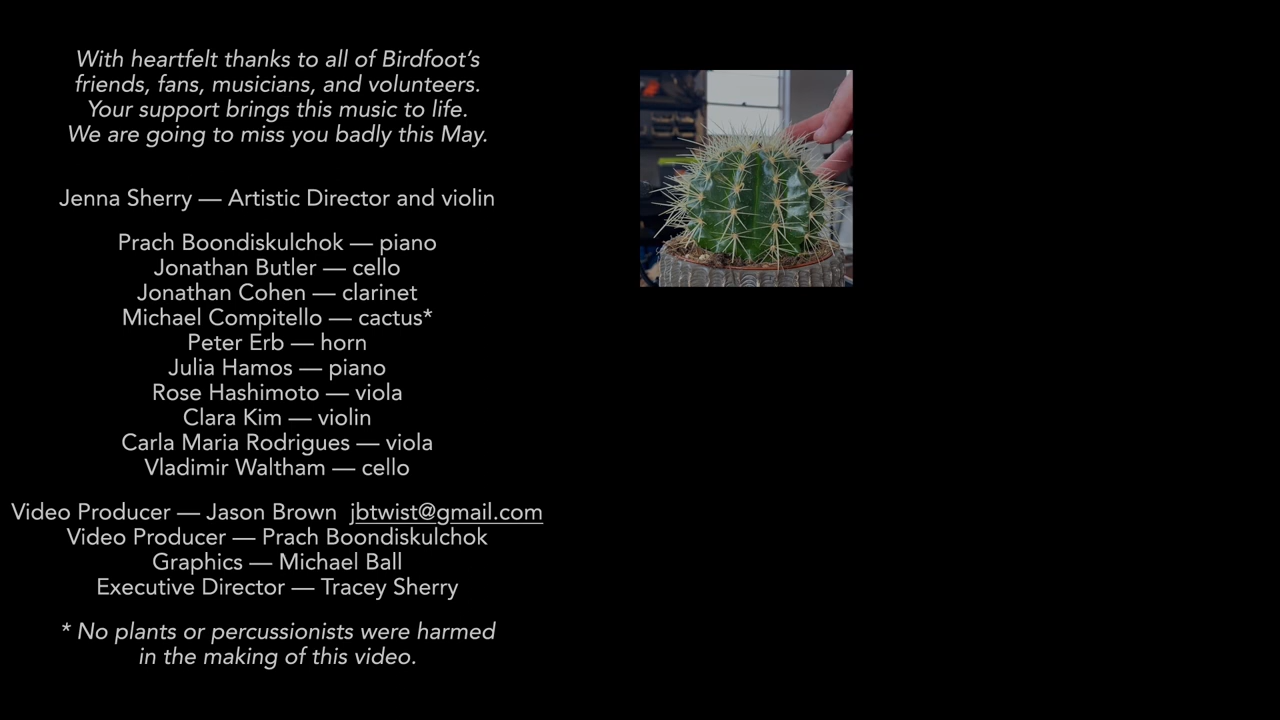 With heartfelt thanks to all of Birdfoot’s
friends, fans, musicians, and volunteers.
Your support brings this music to life.
We are going to miss you badly this May.
Jenna Sherry — Artistic Director and violin
Prach Boondiskulchok — piano
Jonathan Butler — cello
Jonathan Cohen — clarinet
Michael Compitello — cactus*
Peter Erb — horn
Julia Hamos — piano
Rose Hashimoto — viola
Clara Kim — violin
Carla Maria Rodrigues — viola
Vladimir Waltham — cello
Video Producer — Jason Brown  jbtwist@gmail.com
Video Producer — Prach Boondiskulchok
Graphics — Michael Ball
Executive Director — Tracey Sherry
* No plants or percussionists were harmed
in the making of this video.